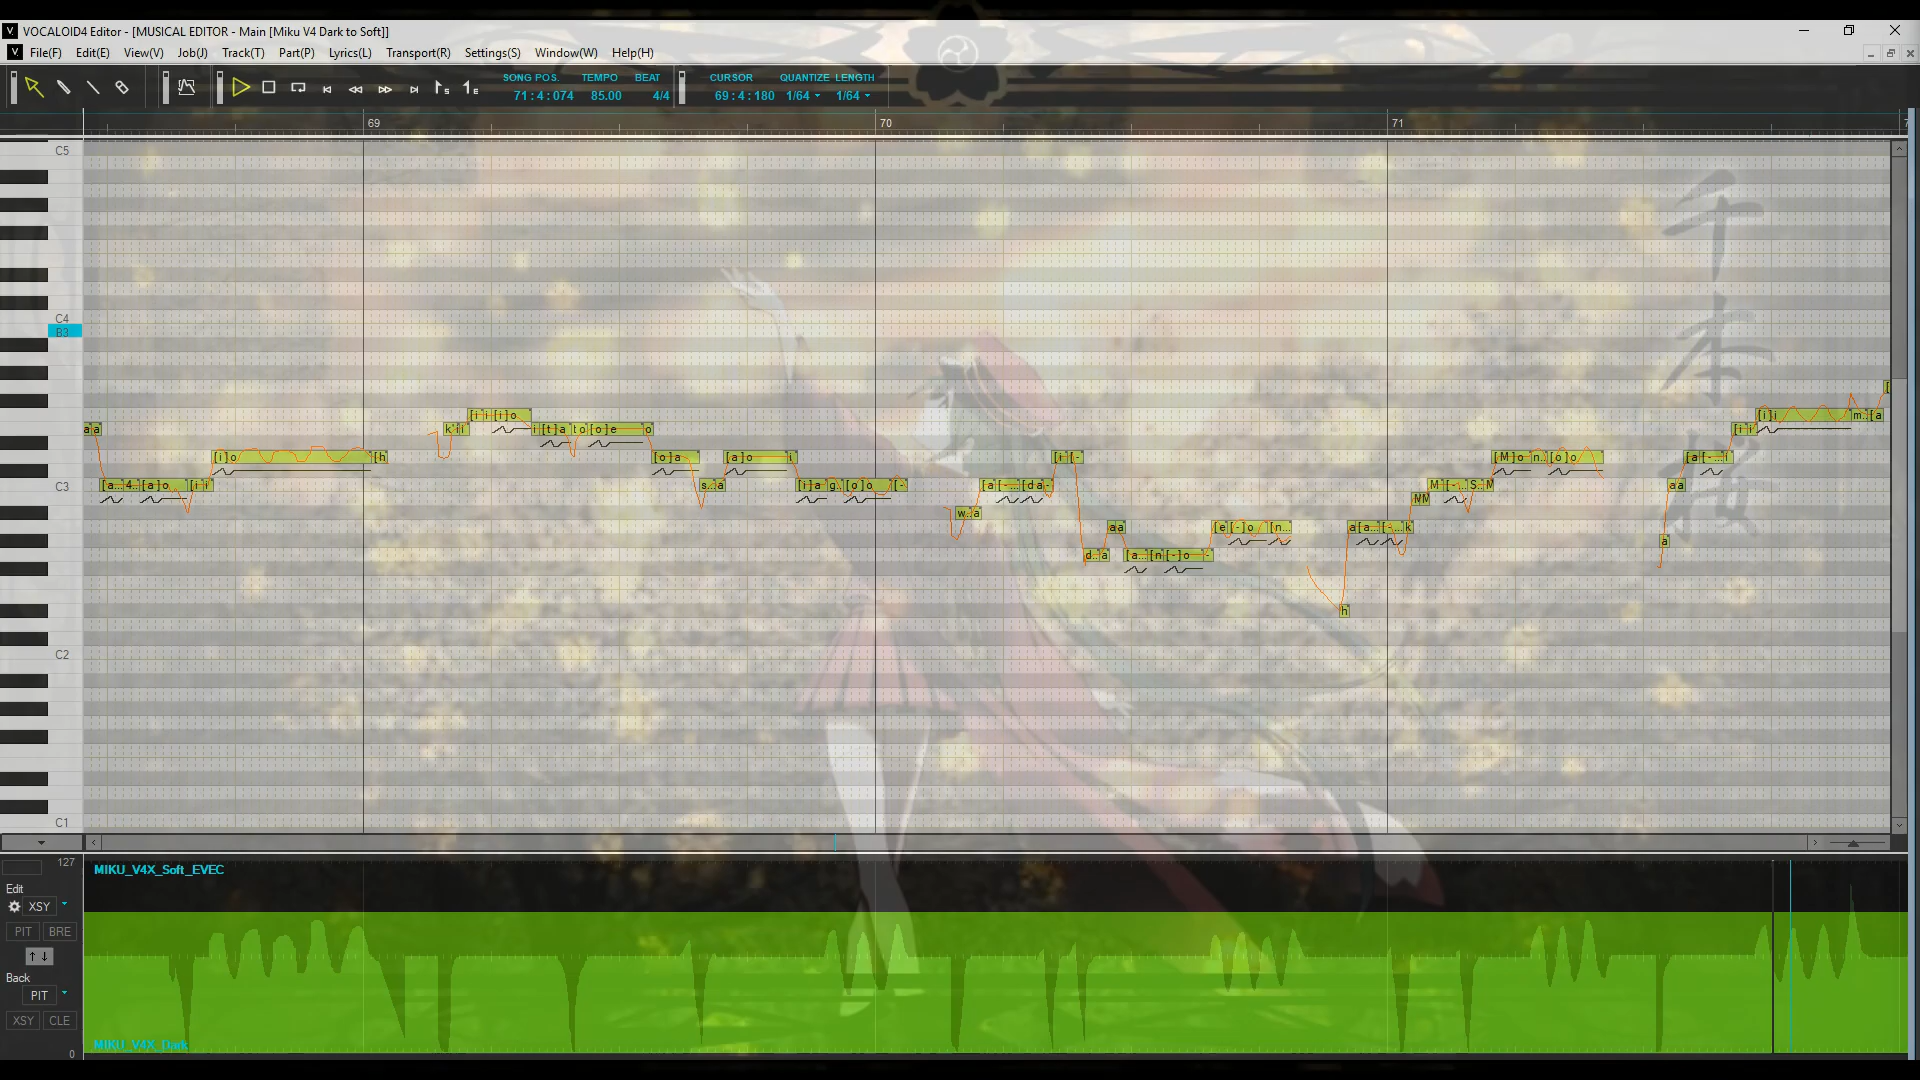 VOCALOID4 Editor - [MUSICAL EDITOR - Main [Miku V4 Dark to Soft]]
File(F) Edit(E) View(V) Job(J) Track(T) Part(P) Lyrics(L) Transport(R) Settings(S) Window(W) Help(H)
SONG POS. TEMPO BEAT CURSOR QUANTIZE LENGTH
71 : 4 : 074 85.00 4/4 69 : 4 : 180 1/64 1/64
69 70 71
C5
千本桜
C4
B3
[i i [i]o [i]i m. [a
a a k i i [t]a t o [o]e o [i i
[i]o [h [o]a [a]o i [i [- [M]o n.. [o]o [a[-...i
C3 [a... 4.. [a]o [i i s.. a [i]a g.. [o]o [- [a[-... [d a - M [-... S.. M a a
M M
w.. a
a a [e [-]o [n... a [a... [-... k
a
d.. a [a... [n [-]o -
h
C2
C1
127
MIKU_V4X_Soft_EVEC
Edit
XSY
PIT BRE
Back
PIT
XSY CLE
MIKU_V4X_Dark
0